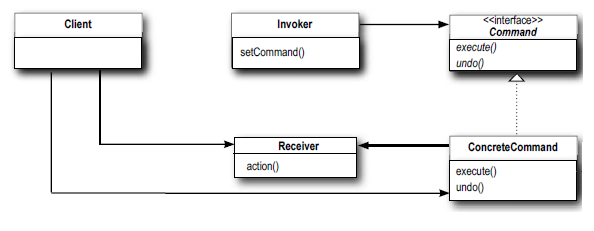 Client
Invoker
setCommand()
<<interface>>
Command
execute()
undo()
Receiver
action()
ConcreteCommand
execute()
undo()